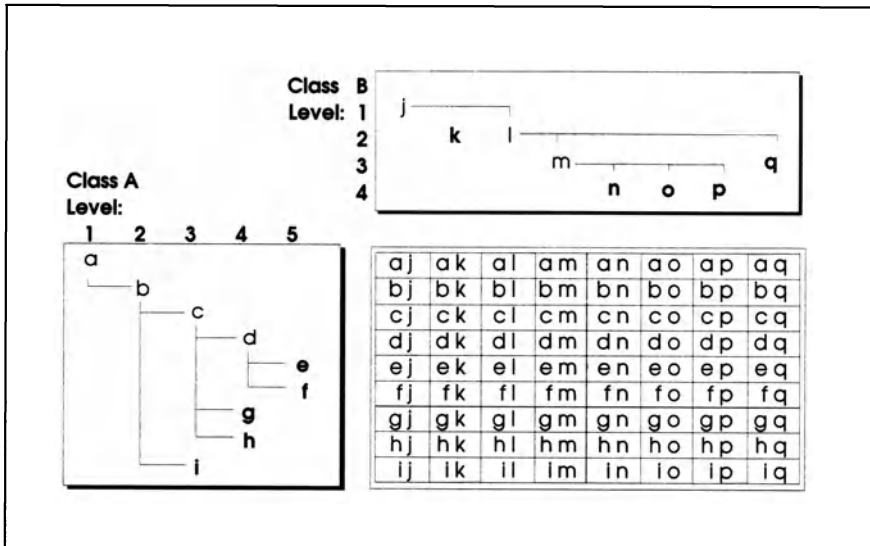 Class B
Level: 1
j
2
k l
3
m q
4
n o p
Class A
Level:
1 2 3 4 5
a
b
c
d
e
f
g
h
i
aj ak al am an ao ap aq
bj bk bl bm bn bo bp bq
cj ck cl cm cn co cp cq
dj dk dl dm dn do dp dq
ej ek el em en eo ep eq
fj fk fl fm fn fo fp fq
gj gk gl gm gn go gp gq
hj hk hl hm hn ho hp hq
ij ik il im in io ip iq